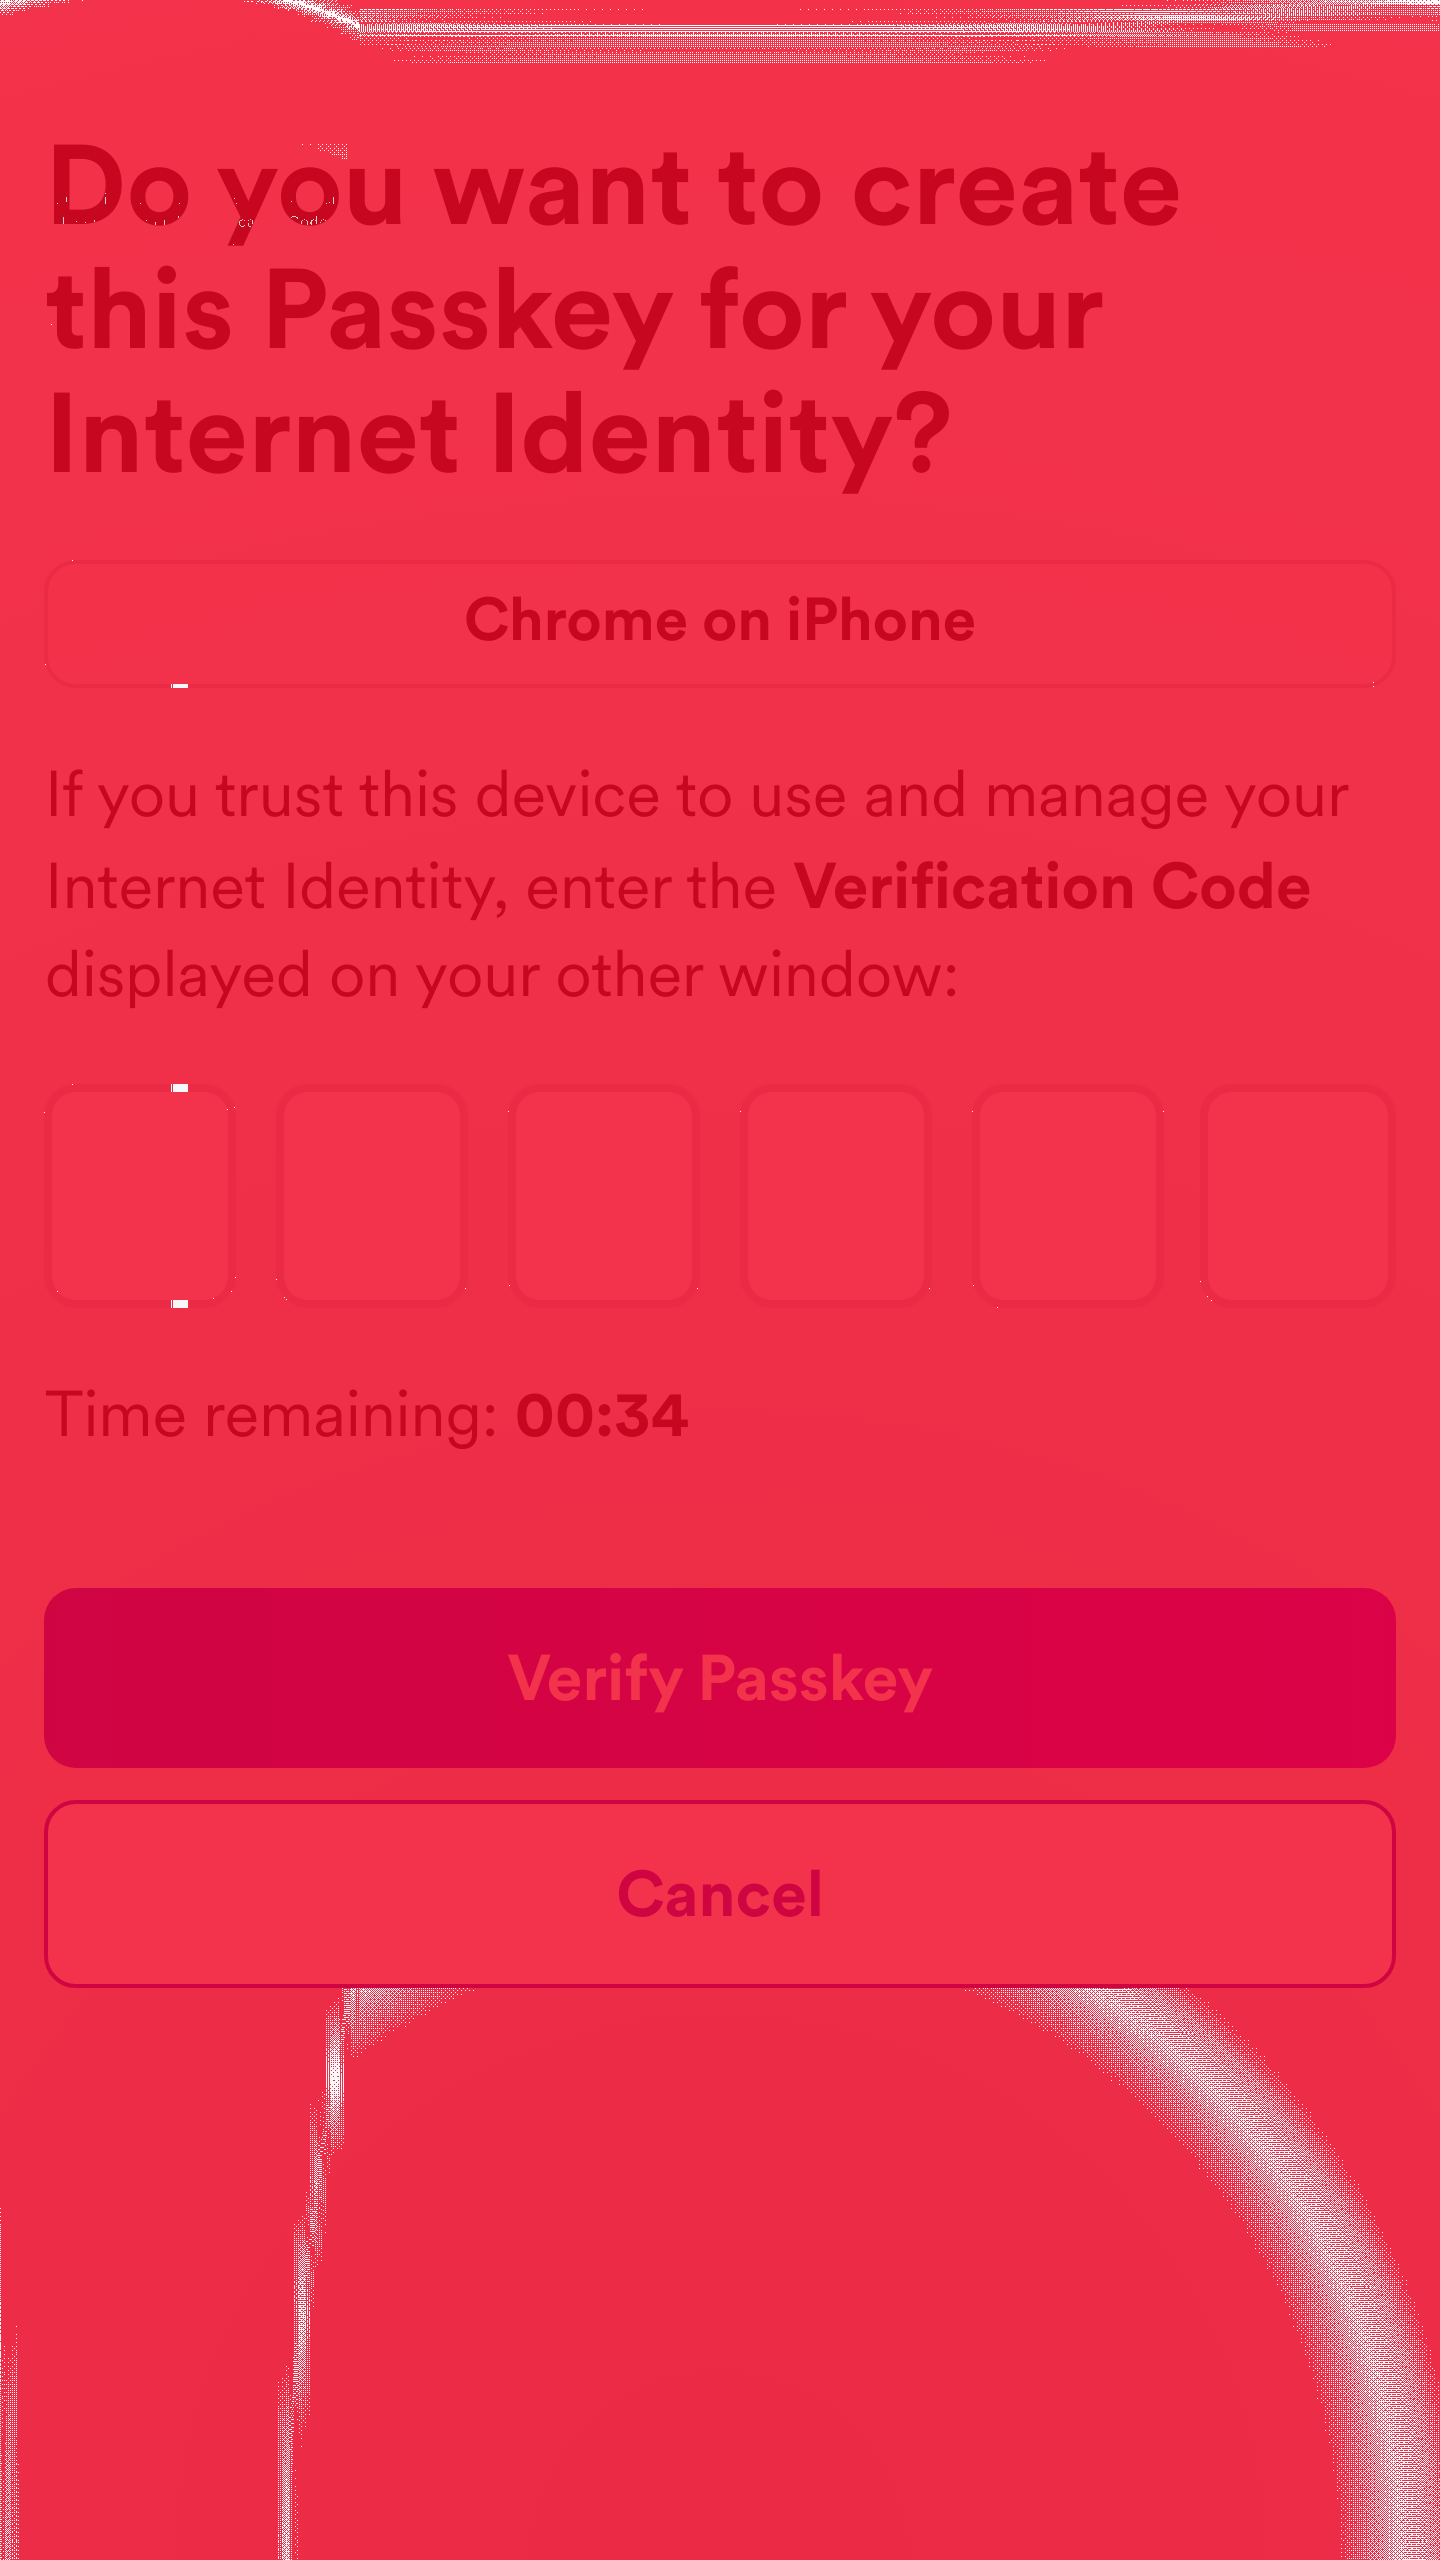 Do you want to create
this Passkey for your
Internet Identity?
Chrome on iPhone
If you trust this device to use and manage your
Internet Identity, enter the Verification Code
displayed on your other window:
Time remaining: 00:34
Verify Passkey
Cancel